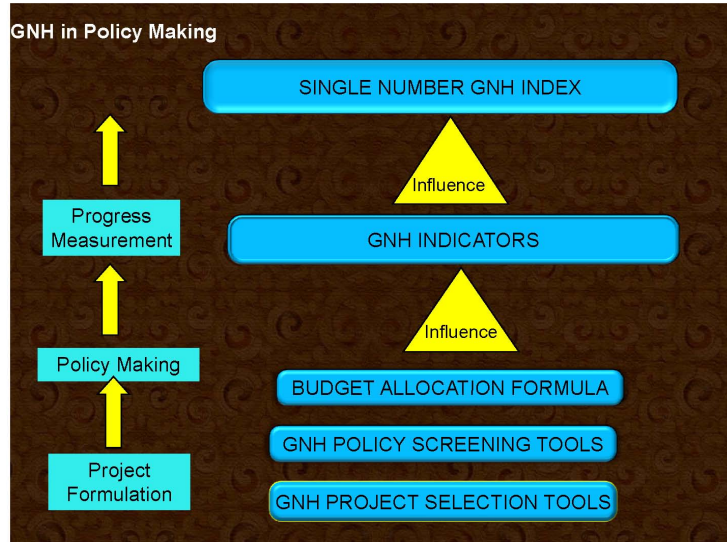 GNH in Policy Making
SINGLE NUMBER GNH INDEX
Influence
Progress
Measurement
GNH INDICATORS
Influence
Policy Making
BUDGET ALLOCATION FORMULA
GNH POLICY SCREENING TOOLS
Project
Formulation
GNH PROJECT SELECTION TOOLS